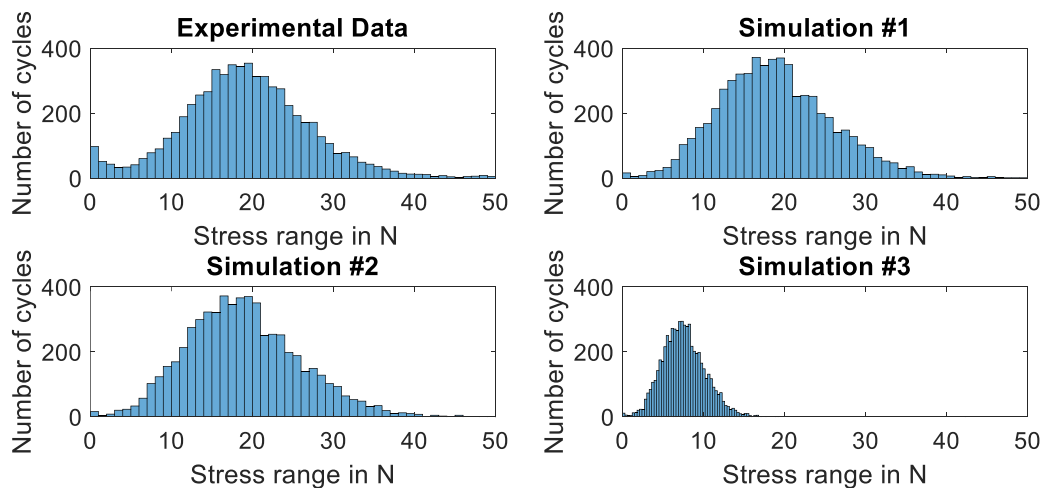 Experimental Data
Number of cycles
400
200
0
0 10 20 30 40 50
Stress range in N
Simulation #1
Number of cycles
400
200
0
0 10 20 30 40 50
Stress range in N
Simulation #2
Number of cycles
400
200
0
0 10 20 30 40 50
Stress range in N
Simulation #3
Number of cycles
400
200
0
0 10 20 30 40 50
Stress range in N